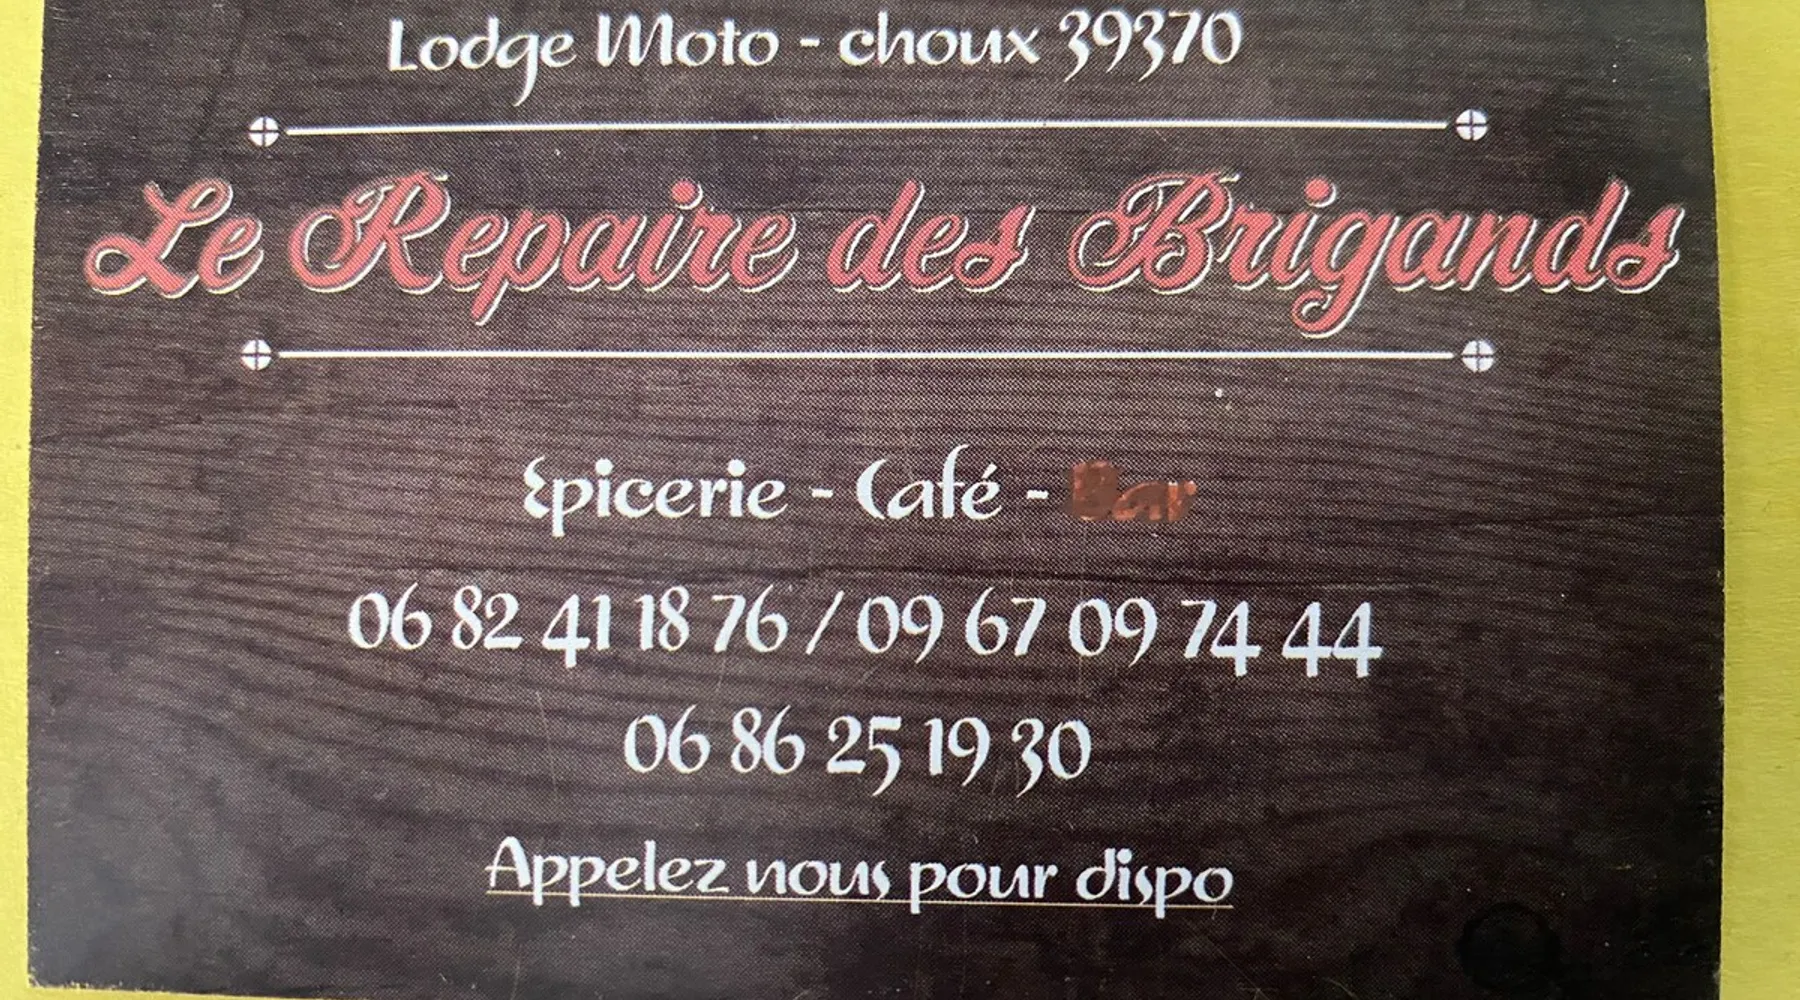 Lodge Moto - choux 39370
Le Repaire des Brigands
Epicerie - Café - Bar
06 82 41 18 76 / 09 67 09 74 44
06 86 25 19 30
Appelez nous pour dispo